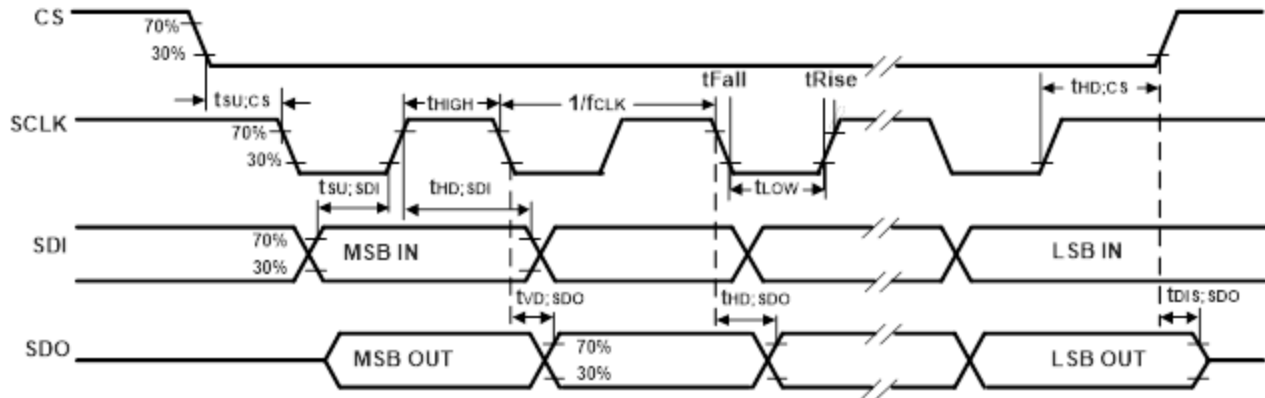 CS
70%
30%
tFall
tRise
tSU;CS
tHIGH
1/fCLK
tHD;CS
SCLK
70%
30%
tSU; SDI
tHD; SDI
tLOW
SDI
70%
30%
MSB IN
LSB IN
tVD; SDO
tHD; SDO
tDIS; SDO
SDO
MSB OUT
70%
30%
LSB OUT